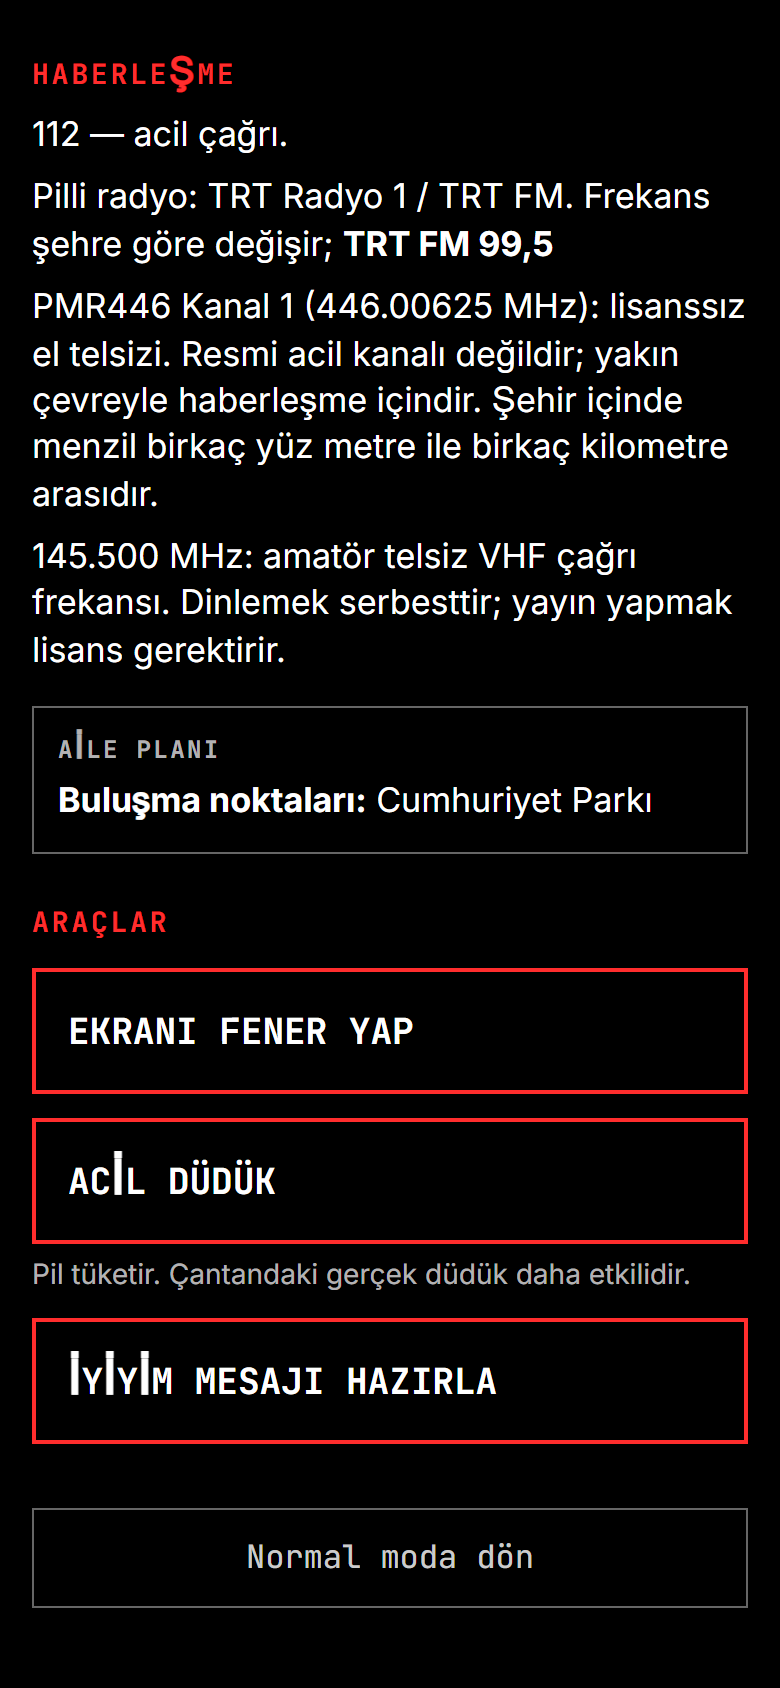 HABERLEŞME
112 — acil çağrı.
Pilli radyo: TRT Radyo 1 / TRT FM. Frekans
şehre göre değişir; TRT FM 99,5
PMR446 Kanal 1 (446.00625 MHz): lisanssız
el telsizi. Resmi acil kanalı değildir; yakın
çevreyle haberleşme içindir. Şehir içinde
menzil birkaç yüz metre ile birkaç kilometre
arasıdır.
145.500 MHz: amatör telsiz VHF çağrı
frekansı. Dinlemek serbesttir; yayın yapmak
lisans gerektirir.
AİLE PLANI
Buluşma noktaları: Cumhuriyet Parkı
ARAÇLAR
EKRANI FENER YAP
ACİL DÜDÜK
Pil tüketir. Çantandaki gerçek düdük daha etkilidir.
İYİYİM MESAJI HAZIRLA
Normal moda dön